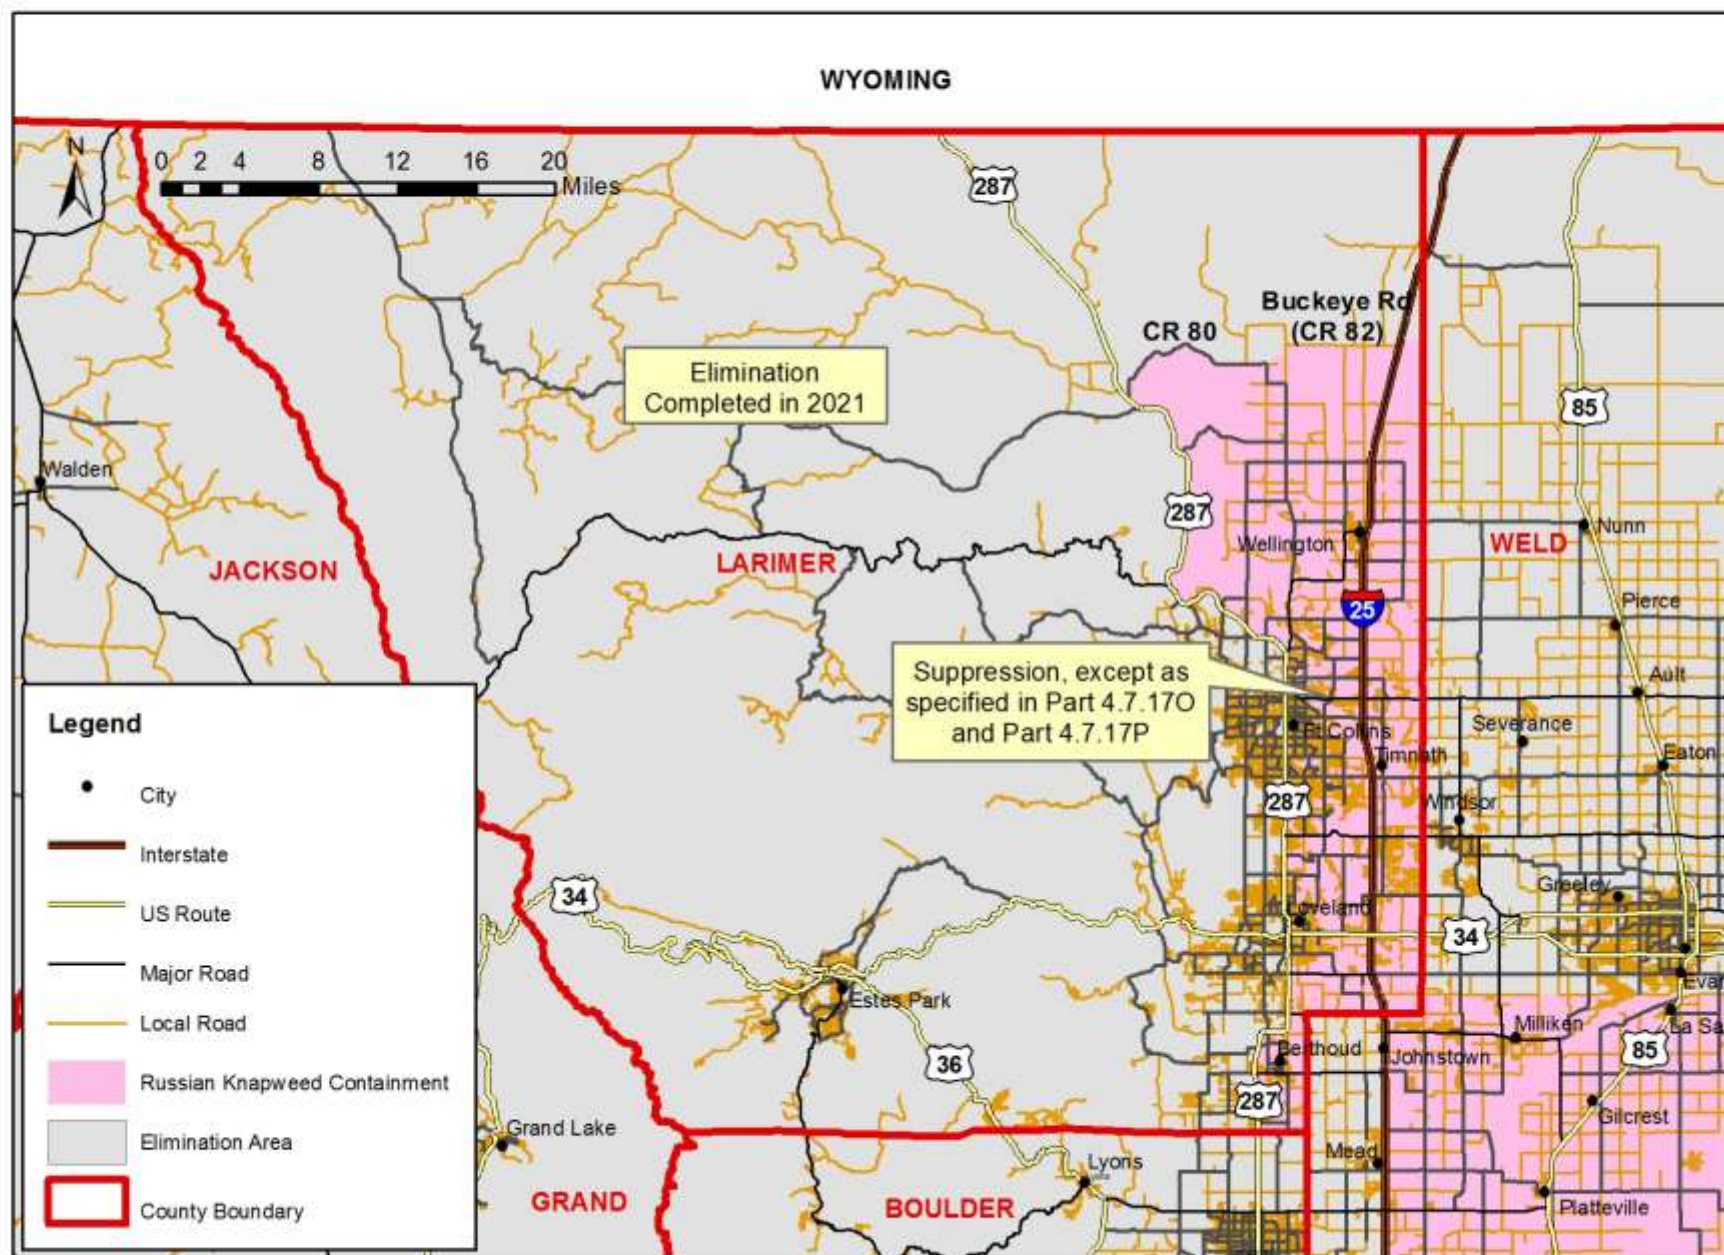 WYOMING
N
0 2 4 8 12 16 20
Miles
287
Buckeye Rd
(CR 82)
CR 80
Elimination
Completed in 2021
85
Walden
287
Nunn
Wellington
WELD
LARIMER
JACKSON
25
Pierce
Suppression, except as
specified in Part 4.7.17O
and Part 4.7.17P
Ault
Ft Collins
Severance
Timnath
Eaton
287
Windsor
34
Greeley
Loveland
34
Estes Park
Evan
La Sa
Milliken
85
Berthoud
Johnstown
36
287
Gilcrest
Grand Lake
Mead
Lyons
GRAND
BOULDER
Platteville
Legend
City
Interstate
US Route
Major Road
Local Road
Russian Knapweed Containment
Elimination Area
County Boundary